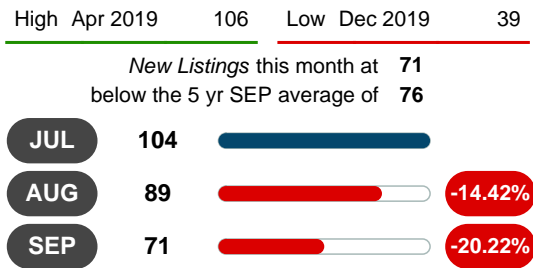 High Apr 2019 106 Low Dec 2019 39
New Listings this month at 71
below the 5 yr SEP average of 76
JUL 104
AUG 89 -14.42%
SEP 71 -20.22%